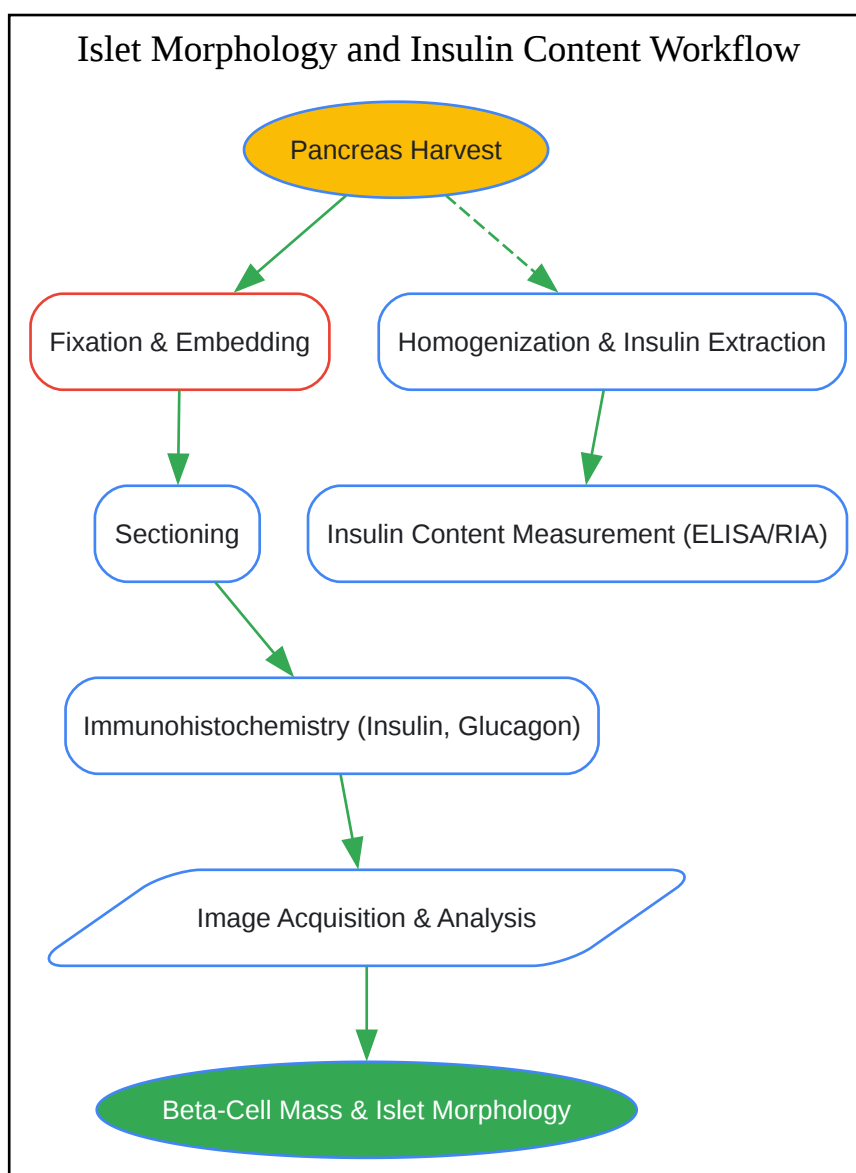 Islet Morphology and Insulin Content Workflow
Pancreas Harvest
Fixation & Embedding
Homogenization & Insulin Extraction
Sectioning
Insulin Content Measurement (ELISA/RIA)
Immunohistochemistry (Insulin, Glucagon)
Image Acquisition & Analysis
Beta-Cell Mass & Islet Morphology